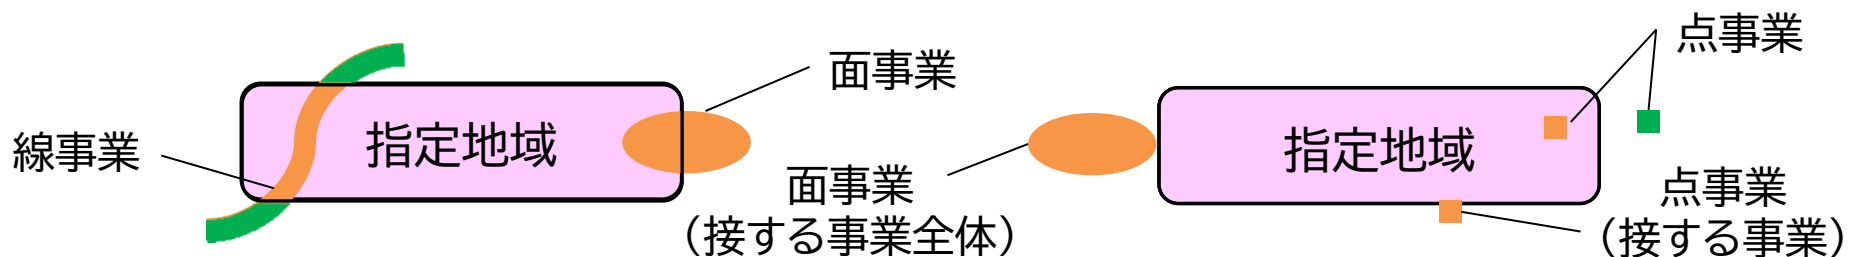 線事業
指定地域
面事業
面事業
（接する事業全体）
指定地域
点事業
点事業
（接する事業）